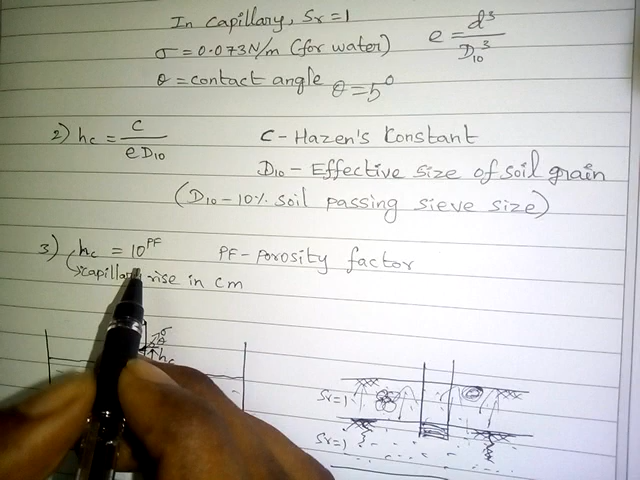 In Capillary, Sr = 1
σ = 0.073 N/m (for water) e = d³/D₁₀³
θ = contact angle θ = 5°
2) hc = C/eD₁₀ C - Hazen's Constant
D₁₀ - Effective size of soil grain
(D₁₀ - 10% soil passing sieve size)
3) hc = 10^PF PF - Porosity factor
capillary rise in cm
σ
hc
Sr=1
Sr=1